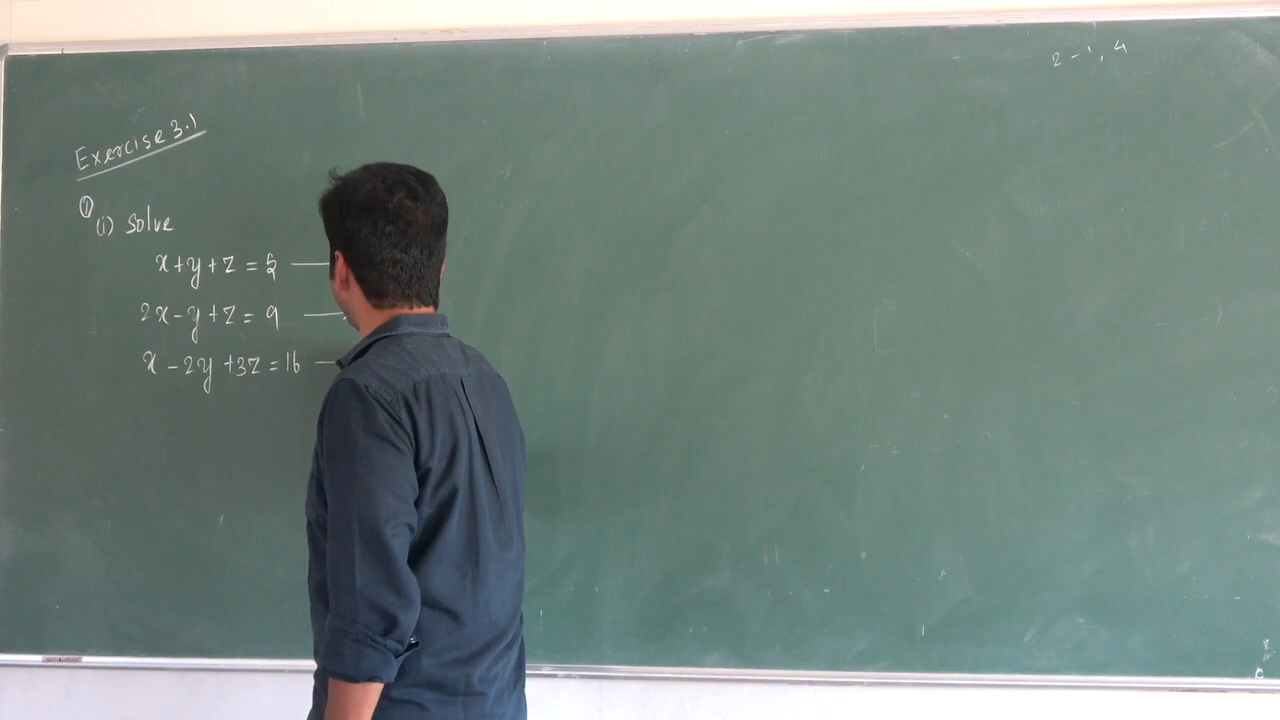 Exercise 3.1
①
(i) Solve
x+y+z = 5 —
2x-y+z = 9 —
x-2y+3z = 16 —
2 -1, 4